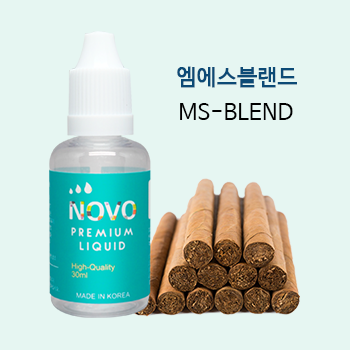 엠에스블랜드
MS-BLEND
NOVO
PREMIUM
LIQUID
High-Quality
30ml
MADE IN KOREA